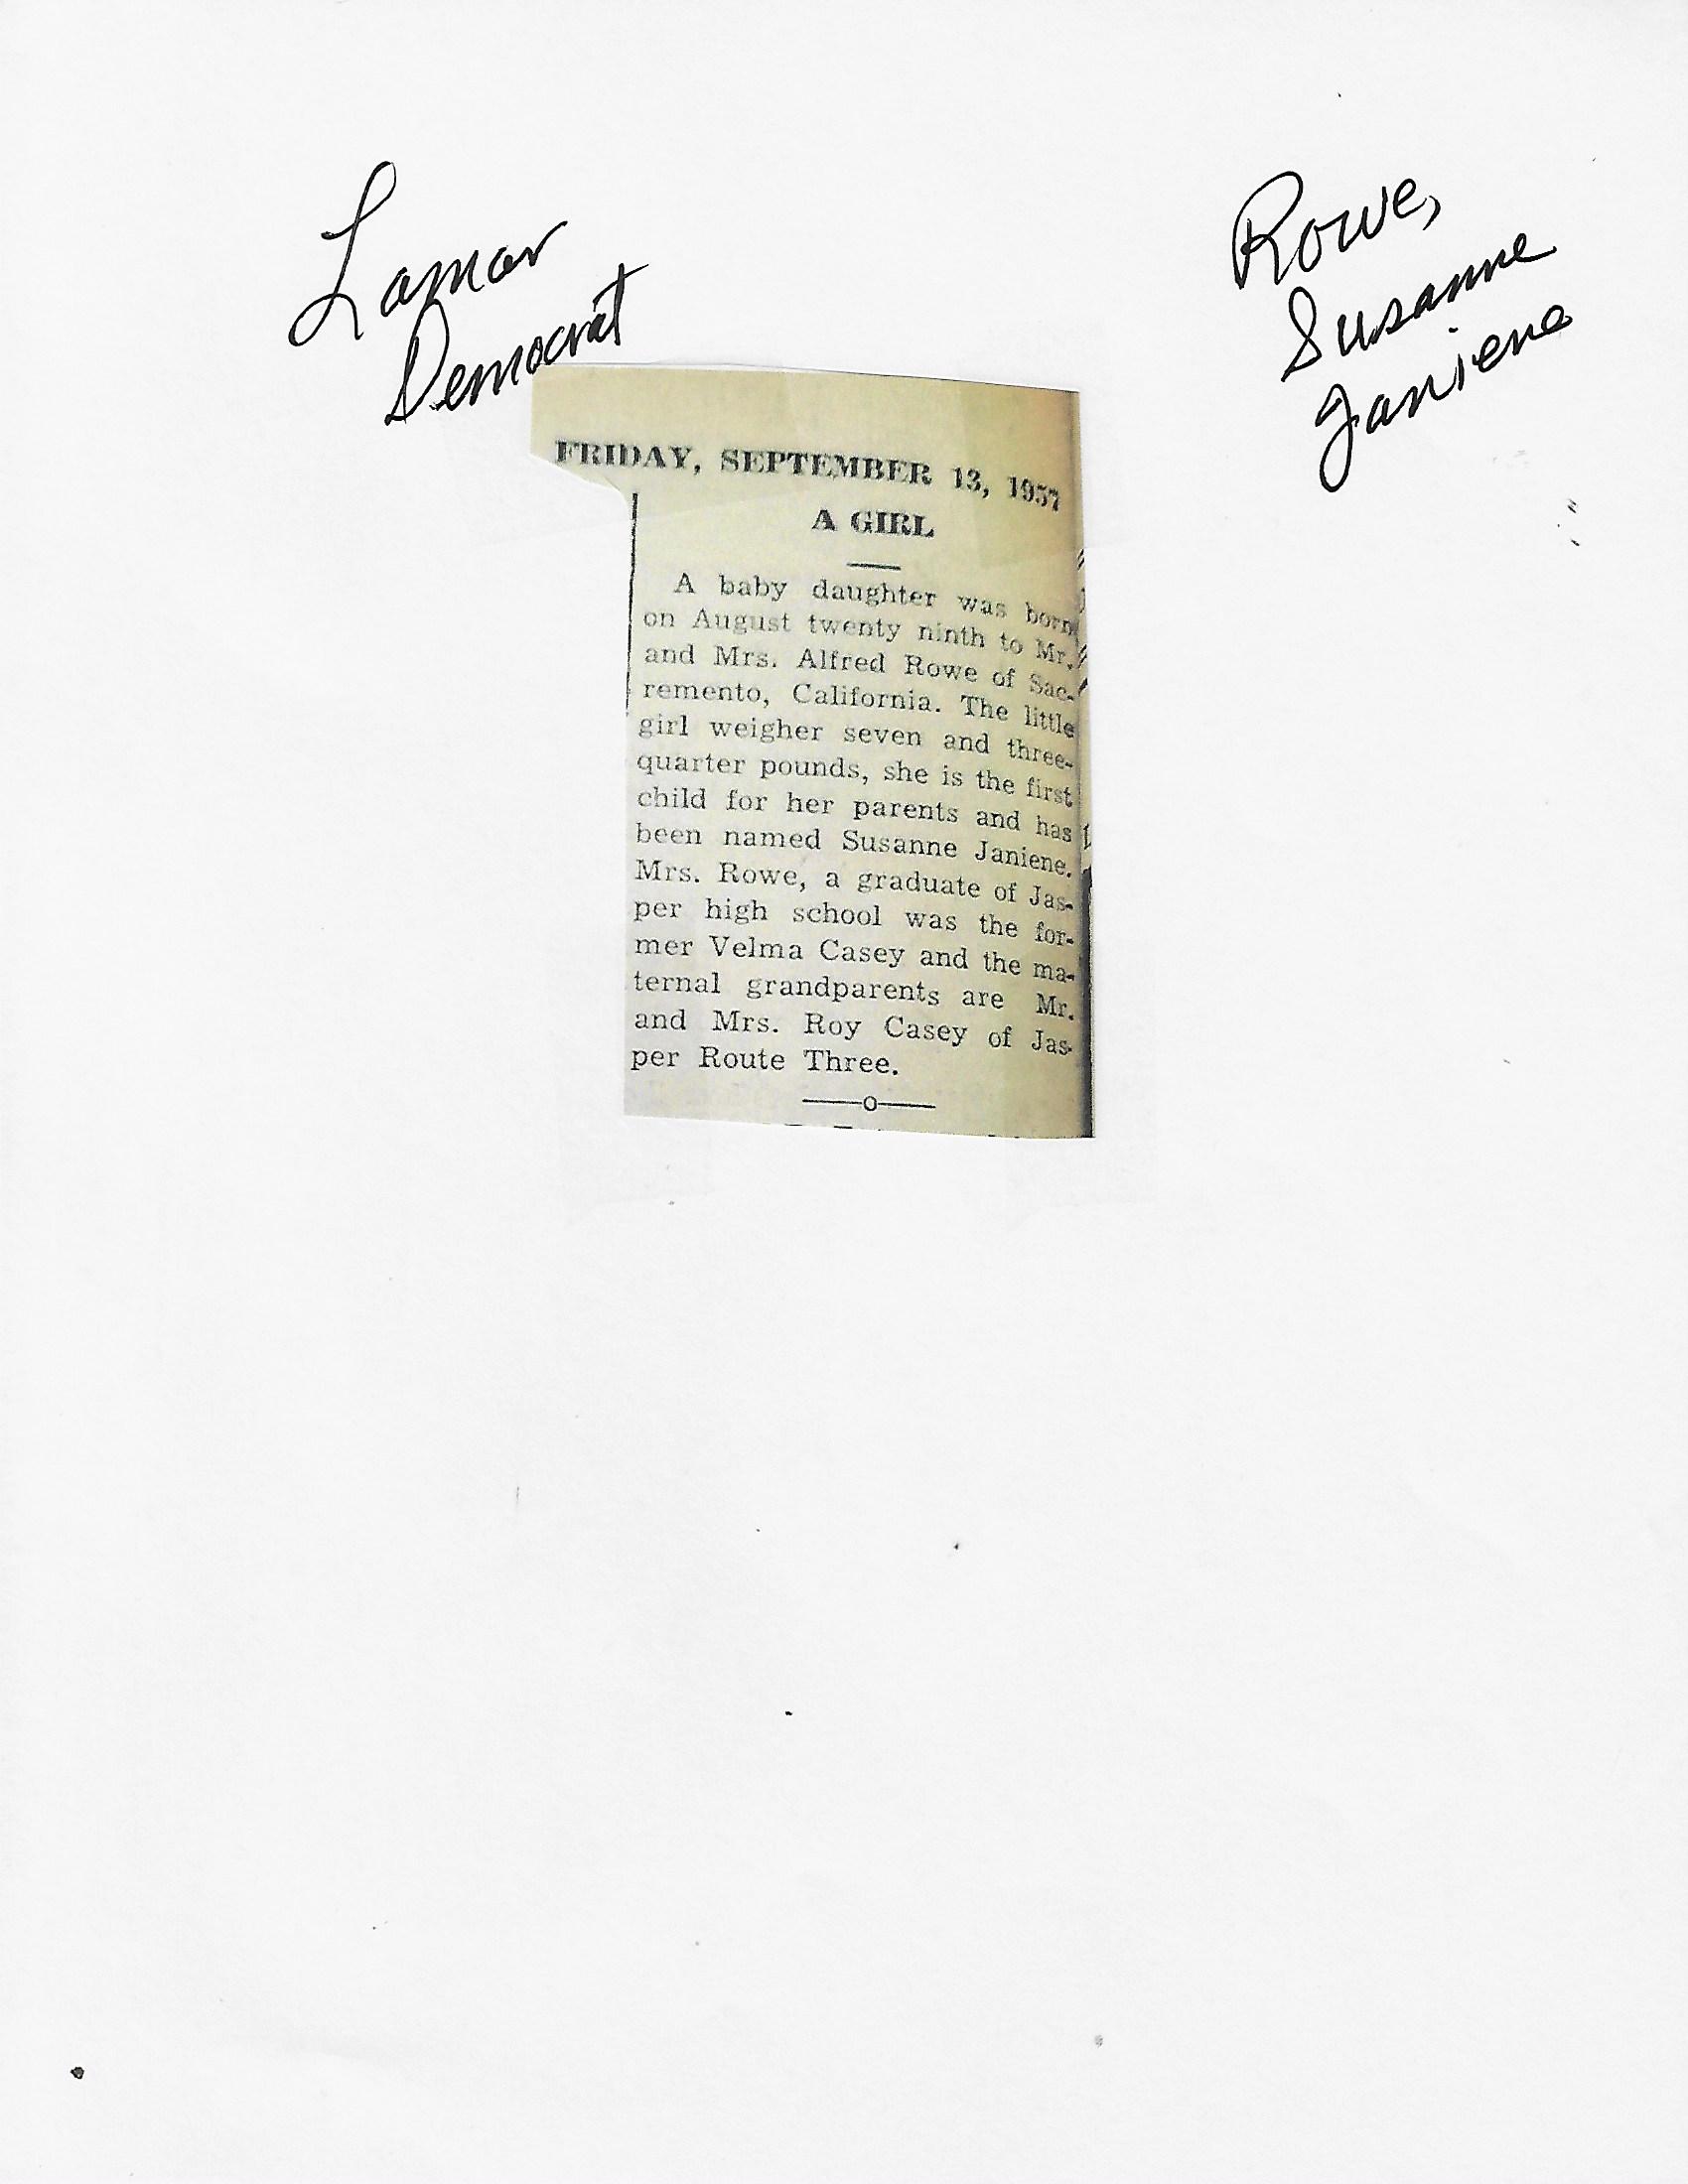 Lamar
Democrat
Rowe,
Susanne
Janiene
FRIDAY, SEPTEMBER 13, 1957
A GIRL
A baby daughter was born
on August twenty ninth to Mr.
and Mrs. Alfred Rowe of Sac-
remento, California. The little
girl weigher seven and three-
quarter pounds, she is the first
child for her parents and has
been named Susanne Janiene.
Mrs. Rowe, a graduate of Jas-
per high school was the for-
mer Velma Casey and the ma-
ternal grandparents are Mr.
and Mrs. Roy Casey of Jas-
per Route Three.
——o——